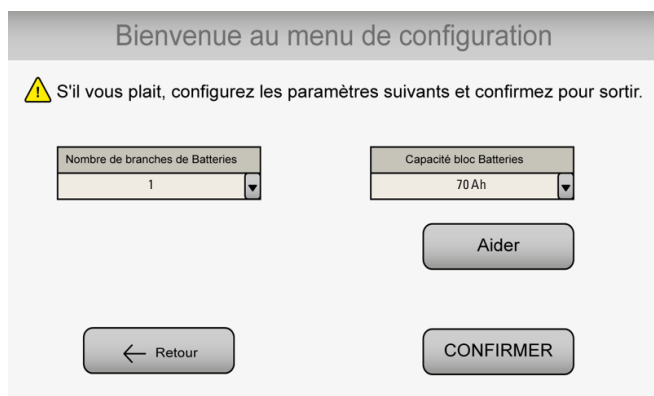 Bienvenue au menu de configuration
S'il vous plait, configurez les paramètres suivants et confirmez pour sortir.
Nombre de branches de Batteries
1
Capacité bloc Batteries
70 Ah
Aider
Retour
CONFIRMER